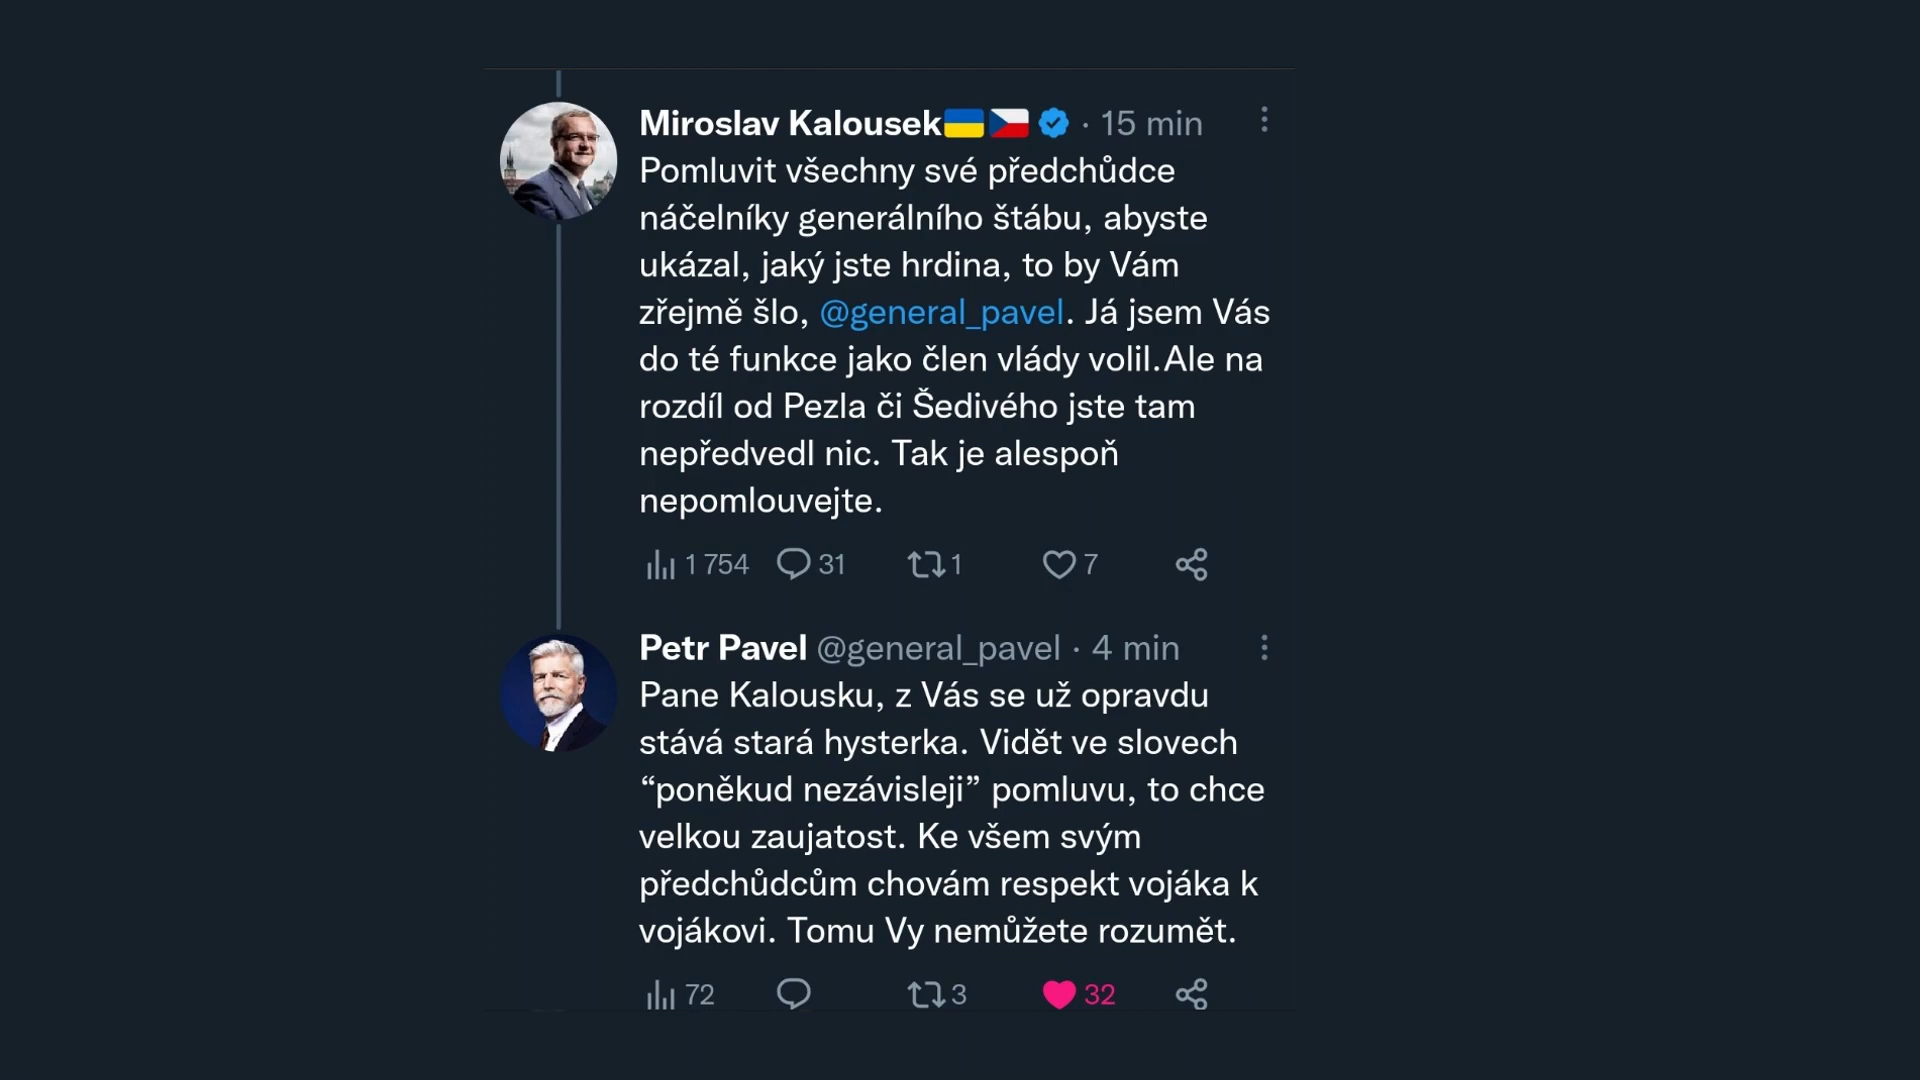 Miroslav Kalousek🇺🇦🇨🇿 · 15 min
Pomluvit všechny své předchůdce
náčelníky generálního štábu, abyste
ukázal, jaký jste hrdina, to by Vám
zřejmě šlo, @general_pavel. Já jsem Vás
do té funkce jako člen vlády volil.Ale na
rozdíl od Pezla či Šedivého jste tam
nepředvedl nic. Tak je alespoň
nepomlouvejte.
1 754 31 1 7
Petr Pavel @general_pavel · 4 min
Pane Kalousku, z Vás se už opravdu
stává stará hysterka. Vidět ve slovech
“poněkud nezávisleji” pomluvu, to chce
velkou zaujatost. Ke všem svým
předchůdcům chovám respekt vojáka k
vojákovi. Tomu Vy nemůžete rozumět.
72 3 32